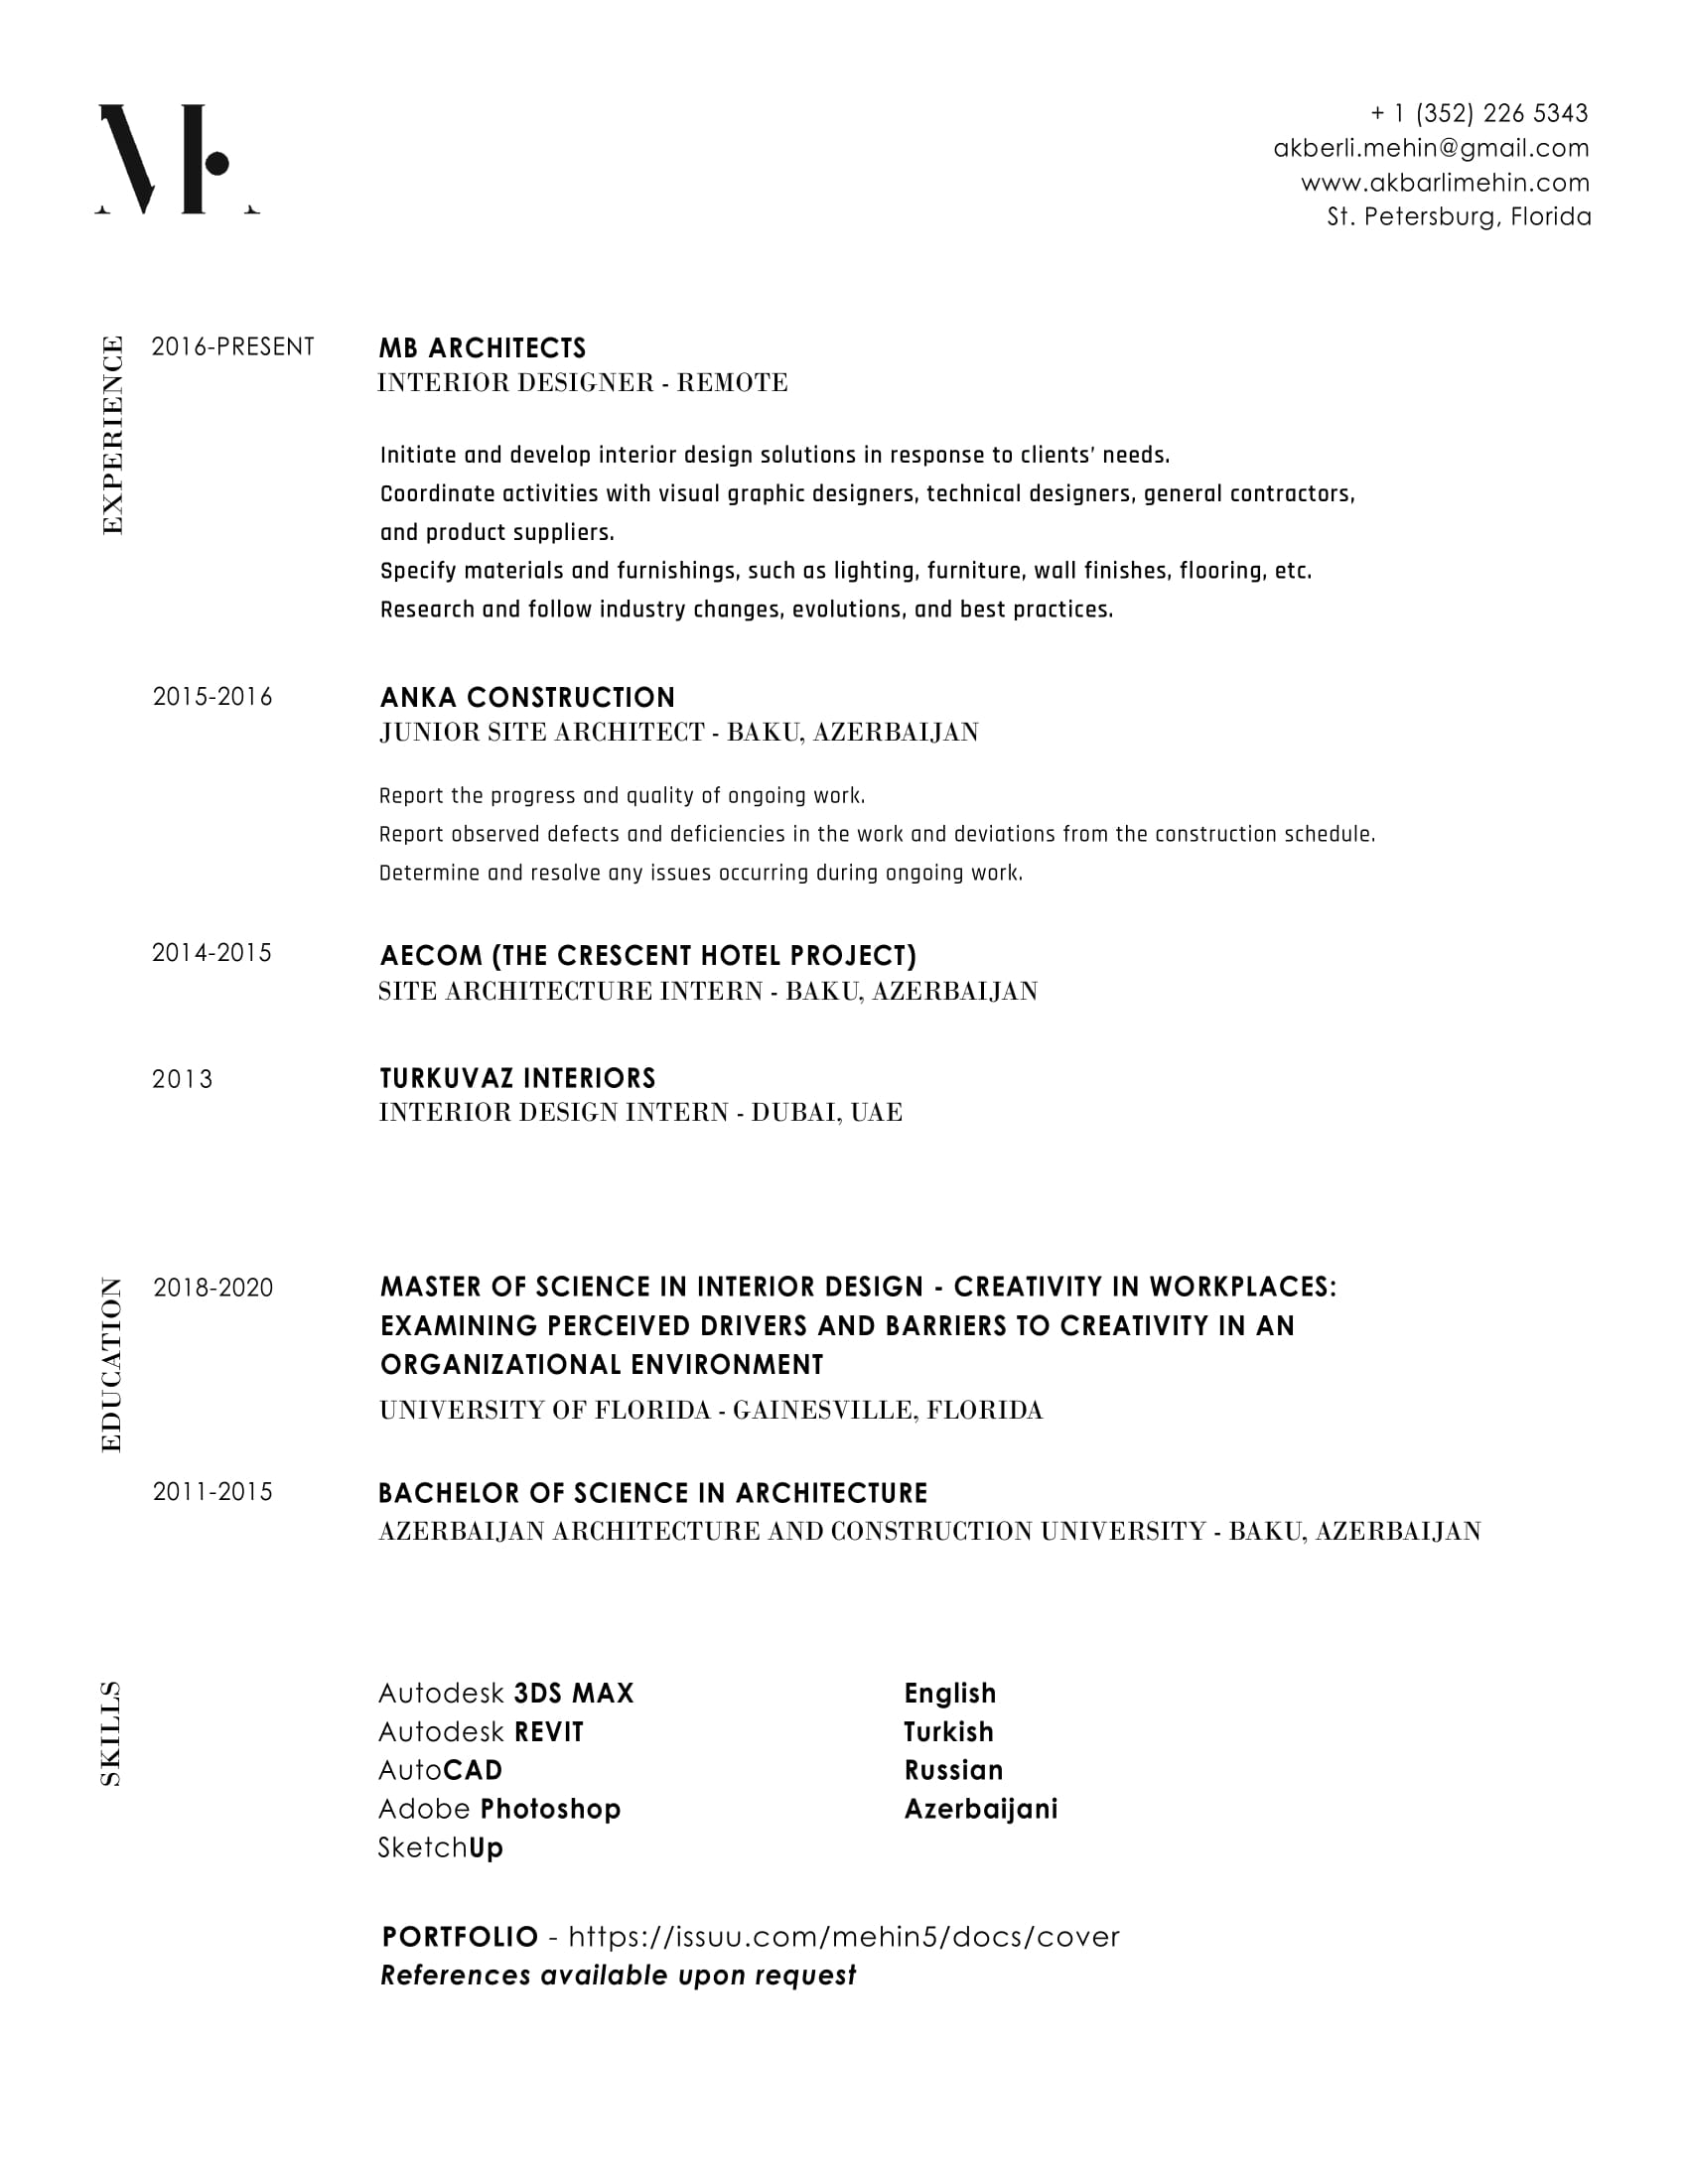 + 1 (352) 226 5343
akberli.mehin@gmail.com
www.akbarlimehin.com
St. Petersburg, Florida
EXPERIENCE
2016-PRESENT
MB ARCHITECTS
INTERIOR DESIGNER - REMOTE
Initiate and develop interior design solutions in response to clients' needs.
Coordinate activities with visual graphic designers, technical designers, general contractors,
and product suppliers.
Specify materials and furnishings, such as lighting, furniture, wall finishes, flooring, etc.
Research and follow industry changes, evolutions, and best practices.
2015-2016
ANKA CONSTRUCTION
JUNIOR SITE ARCHITECT - BAKU, AZERBAIJAN
Report the progress and quality of ongoing work.
Report observed defects and deficiencies in the work and deviations from the construction schedule.
Determine and resolve any issues occurring during ongoing work.
2014-2015
AECOM (THE CRESCENT HOTEL PROJECT)
SITE ARCHITECTURE INTERN - BAKU, AZERBAIJAN
2013
TURKUVAZ INTERIORS
INTERIOR DESIGN INTERN - DUBAI, UAE
EDUCATION
2018-2020
MASTER OF SCIENCE IN INTERIOR DESIGN - CREATIVITY IN WORKPLACES:
EXAMINING PERCEIVED DRIVERS AND BARRIERS TO CREATIVITY IN AN
ORGANIZATIONAL ENVIRONMENT
UNIVERSITY OF FLORIDA - GAINESVILLE, FLORIDA
2011-2015
BACHELOR OF SCIENCE IN ARCHITECTURE
AZERBAIJAN ARCHITECTURE AND CONSTRUCTION UNIVERSITY - BAKU, AZERBAIJAN
SKILLS
Autodesk 3DS MAX
Autodesk REVIT
AutoCAD
Adobe Photoshop
SketchUp
English
Turkish
Russian
Azerbaijani
PORTFOLIO - https://issuu.com/mehin5/docs/cover
References available upon request